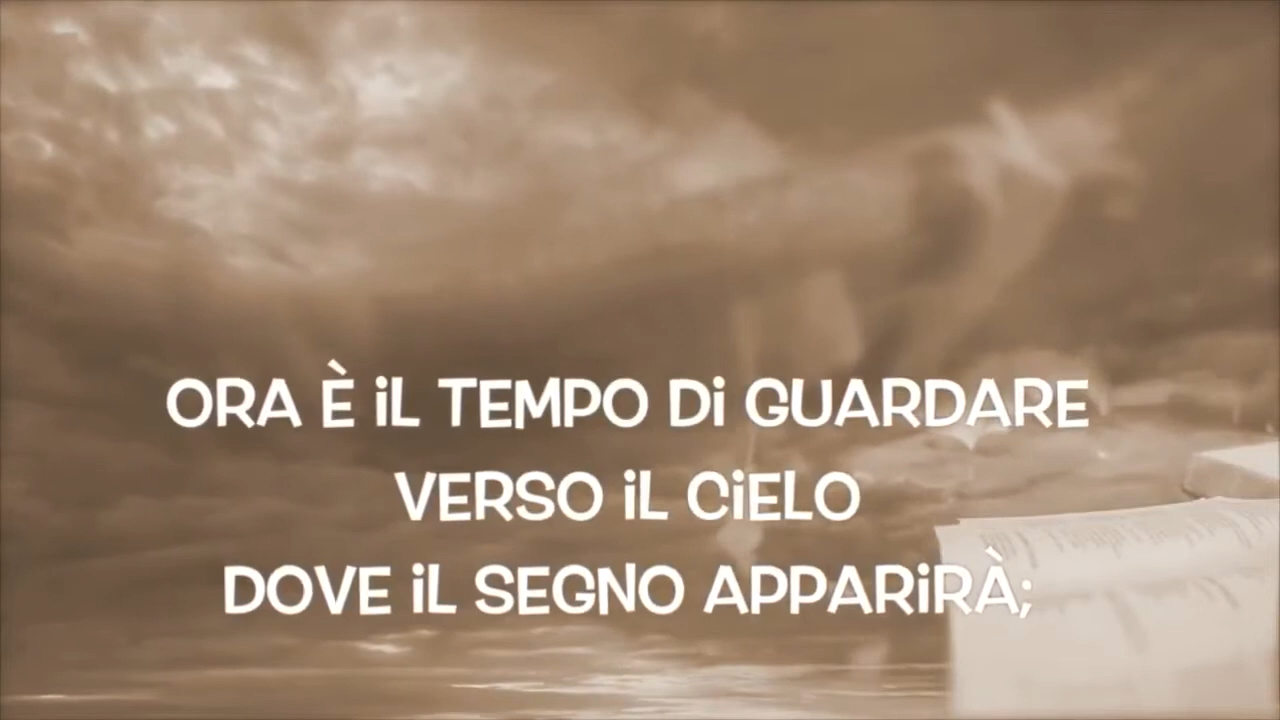 ORA È iL TEMPO Di GUARDARE
VERSO iL CiELO
DOVE iL SEGNO APPARiRÀ;